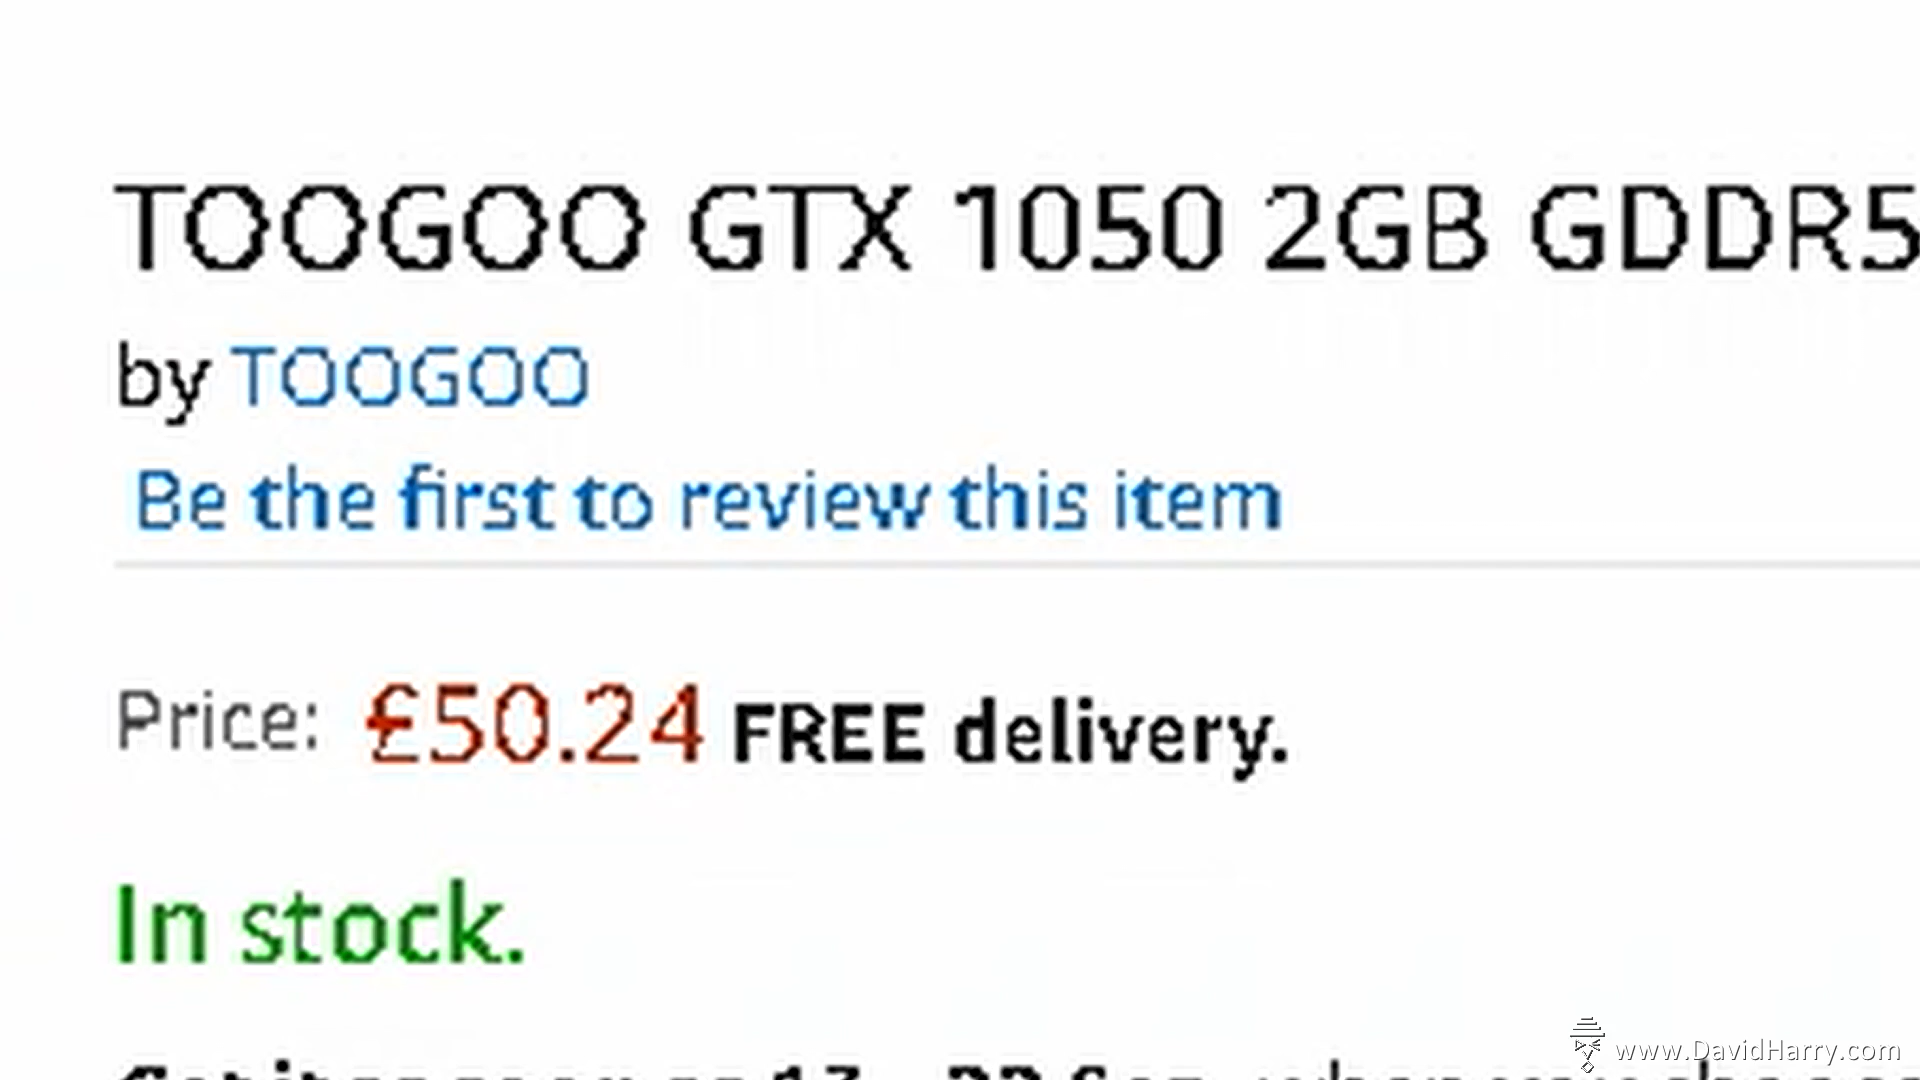 TOOGOO GTX 1050 2GB GDDR5
by TOOGOO
Be the first to review this item
Price: £50.24 FREE delivery.
In stock.
www.DavidHarry.com